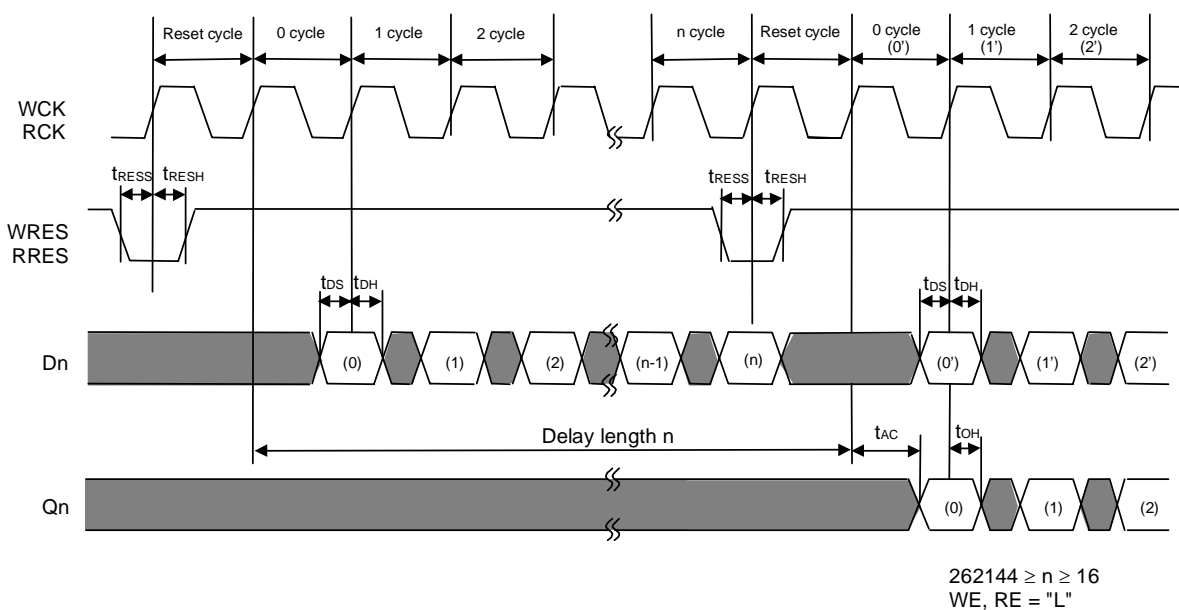 Reset cycle 0 cycle 1 cycle 2 cycle n cycle Reset cycle 0 cycle (0') 1 cycle (1') 2 cycle (2')
WCK
RCK
tRESS tRESH tRESS tRESH
WRES
RRES
tDS tDH tDS tDH
Dn (0) (1) (2) (n-1) (n) (0') (1') (2')
Delay length n tAC tOH
Qn (0) (1) (2)
262144 ≥ n ≥ 16
WE, RE = "L"